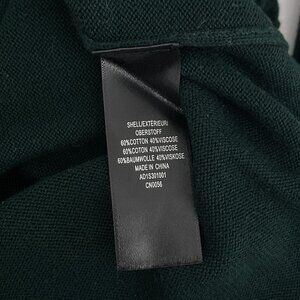 SHELL/EXTÉRIEUR/
OBERSTOFF
60%COTTON 40%VISCOSE
60%COTON 40%VISCOSE
60%BAUMWOLLE 40%VISKOSE
MADE IN CHINA
AD1S301001
CN0056